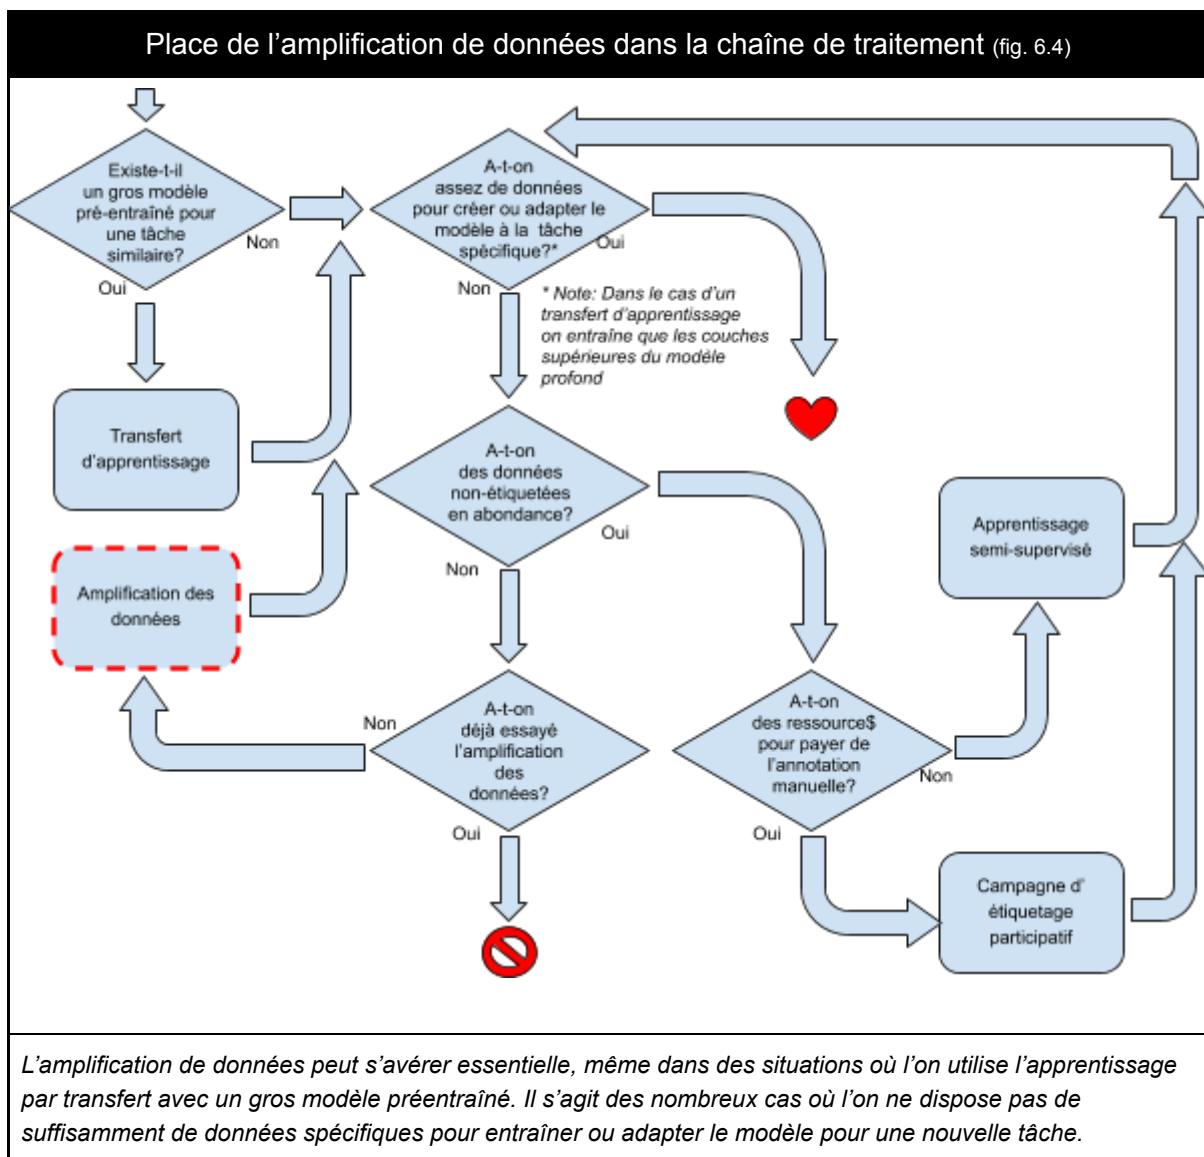 Place de l’amplification de données dans la chaîne de traitement (fig. 6.4)
Existe-t-il
un gros modèle
pré-entraîné pour
une tâche
similaire?
Non
Oui
A-t-on
assez de données
pour créer ou adapter le
modèle à la tâche
spécifique?*
Oui
Non
* Note: Dans le cas d’un
transfert d’apprentissage
on entraîne que les couches
supérieures du modèle
profond
Transfert
d’apprentissage
A-t-on
des données
non-étiquetées
en abondance?
Oui
Non
Apprentissage
semi-supervisé
Amplification des
données
A-t-on
déjà essayé
l’amplification
des
données?
Non
Oui
A-t-on
des ressource$
pour payer de
l’annotation
manuelle?
Non
Oui
Campagne d’
étiquetage
participatif
L’amplification de données peut s’avérer essentielle, même dans des situations où l’on utilise l’apprentissage
par transfert avec un gros modèle préentraîné. Il s’agit des nombreux cas où l’on ne dispose pas de
suffisamment de données spécifiques pour entraîner ou adapter le modèle pour une nouvelle tâche.